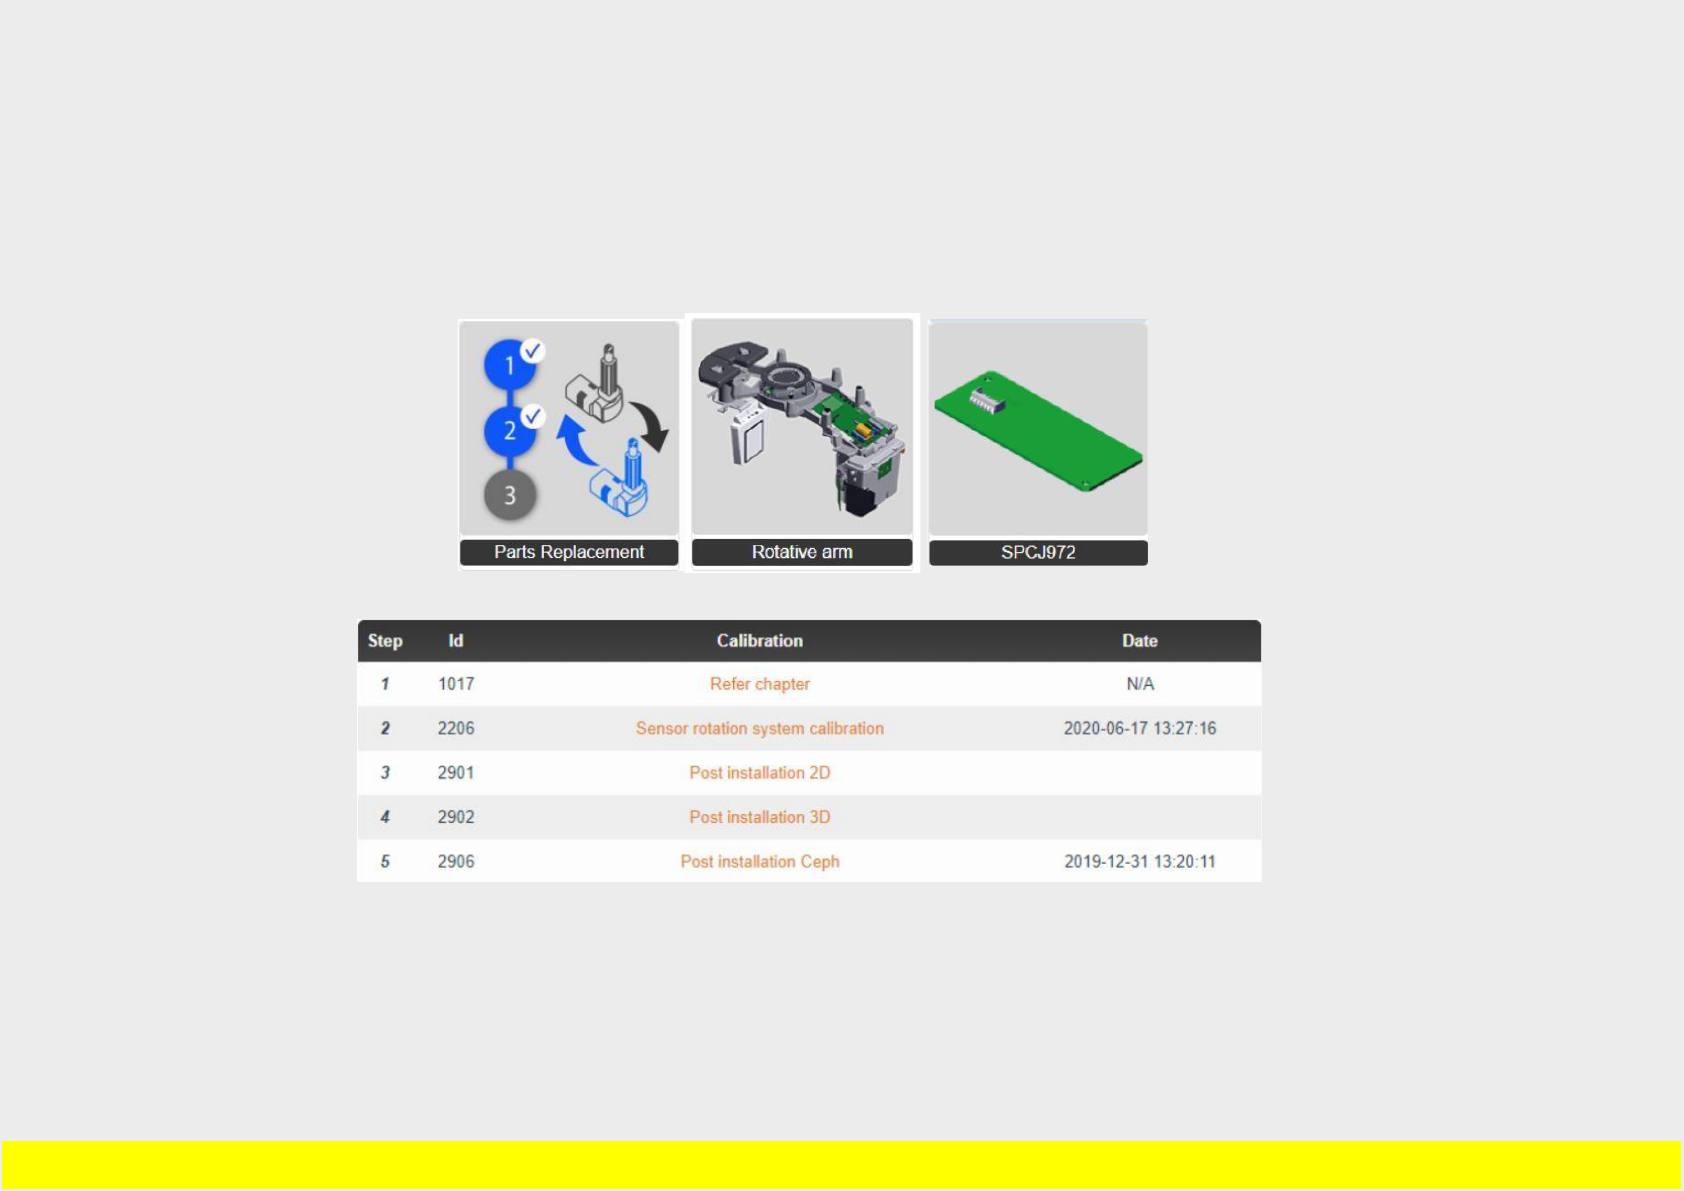 1
2
3
Parts Replacement
Rotative arm
SPCJ972
Step Id Calibration Date
1 1017 Refer chapter N/A
2 2206 Sensor rotation system calibration 2020-06-17 13:27:16
3 2901 Post installation 2D
4 2902 Post installation 3D
5 2906 Post installation Ceph 2019-12-31 13:20:11